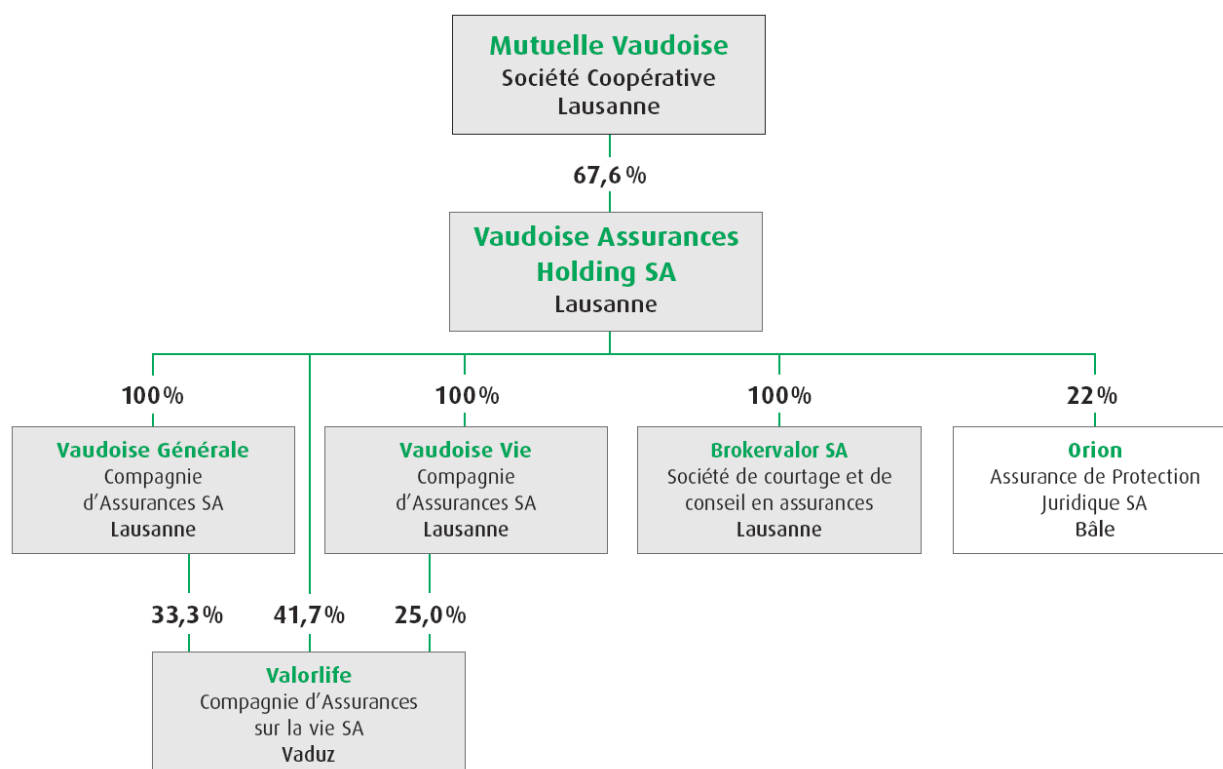 Mutuelle Vaudoise
Société Coopérative
Lausanne
67,6 %
Vaudoise Assurances
Holding SA
Lausanne
100%
100%
100%
22%
Vaudoise Générale
Compagnie
d’Assurances SA
Lausanne
Vaudoise Vie
Compagnie
d’Assurances SA
Lausanne
Brokervalor SA
Société de courtage et de
conseil en assurances
Lausanne
Orion
Assurance de Protection
Juridique SA
Bâle
33,3%
41,7%
25,0%
Valorlife
Compagnie d’Assurances
sur la vie SA
Vaduz